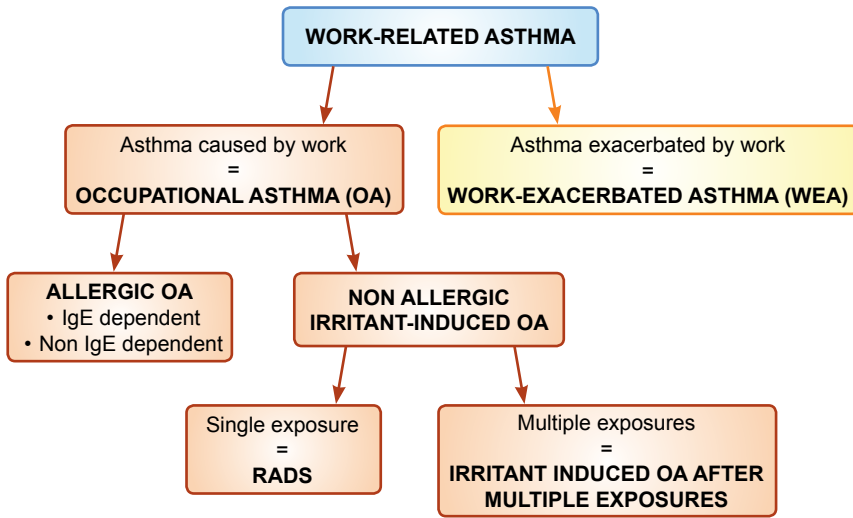 WORK-RELATED ASTHMA
Asthma caused by work
=
OCCUPATIONAL ASTHMA (OA)
Asthma exacerbated by work
=
WORK-EXACERBATED ASTHMA (WEA)
ALLERGIC OA
• IgE dependent
• Non IgE dependent
NON ALLERGIC
IRRITANT-INDUCED OA
Single exposure
=
RADS
Multiple exposures
=
IRRITANT INDUCED OA AFTER
MULTIPLE EXPOSURES